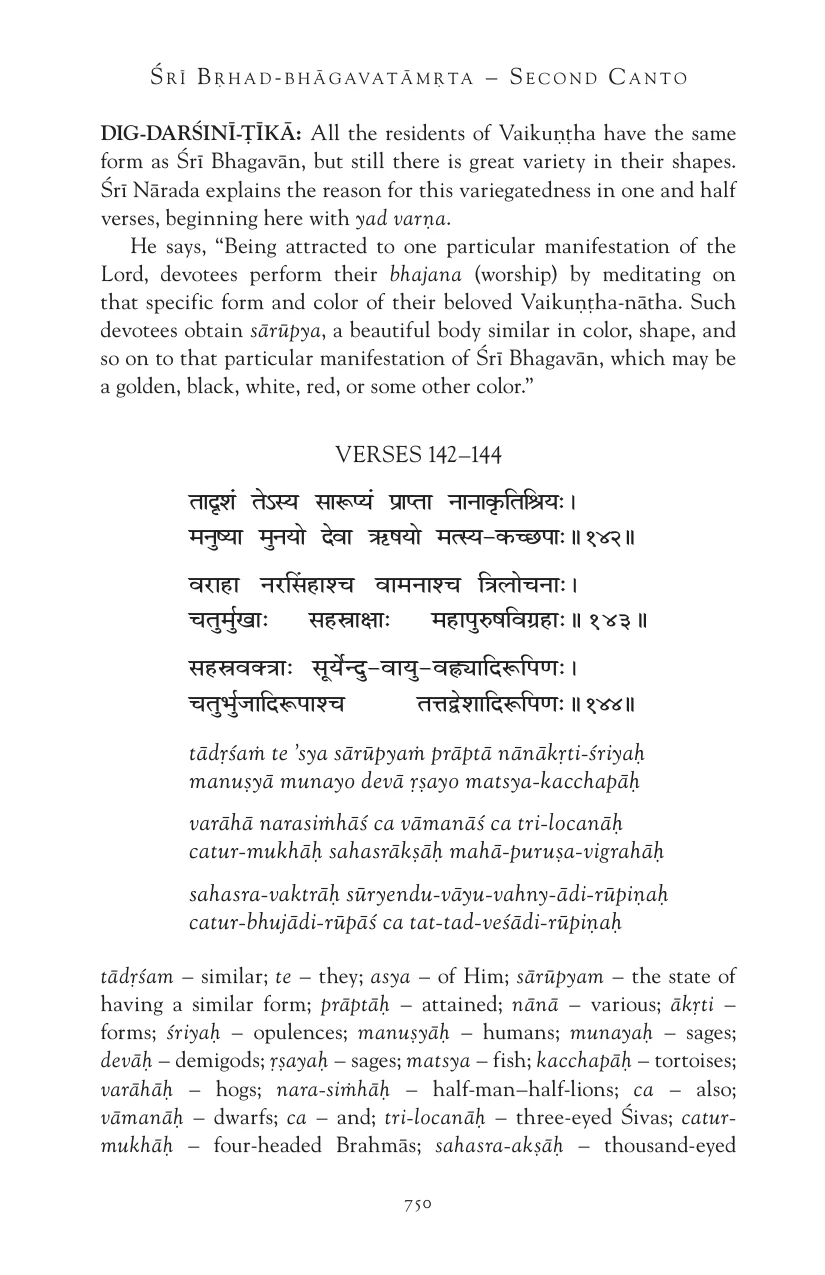 ŚRĪ BṚHAD-BHĀGAVATĀMṚTA – SECOND CANTO
DIG-DARŚINĪ-ṬĪKĀ: All the residents of Vaikuṇṭha have the same
form as Śrī Bhagavān, but still there is great variety in their shapes.
Śrī Nārada explains the reason for this variegatedness in one and half
verses, beginning here with yad varṇa.
He says, “Being attracted to one particular manifestation of the
Lord, devotees perform their bhajana (worship) by meditating on
that specific form and color of their beloved Vaikuṇṭha-nātha. Such
devotees obtain sārūpya, a beautiful body similar in color, shape, and
so on to that particular manifestation of Śrī Bhagavān, which may be
a golden, black, white, red, or some other color.”
VERSES 142–144
तादृशं तेऽस्य सारूप्यं प्राप्ता नानाकृतिश्रियः।
मनुष्या मुनयो देवा ऋषयो मत्स्य-कच्छपाः॥१४२॥
वराहा नरसिंहाश्च वामनाश्च त्रिलोचनाः।
चतुर्मुखाः सहस्राक्षाः महापुरुषविग्रहाः॥ १४३॥
सहस्रवक्त्राः सूर्येन्दु-वायु-वह्न्यादिरूपिणः।
चतुर्भुजादिरूपाश्च तत्तद्वेशादिरूपिणः॥१४४॥
tādṛśaṁ te ’sya sārūpyaṁ prāptā nānākṛti-śriyaḥ
manuṣyā munayo devā ṛṣayo matsya-kacchapāḥ
varāhā narasiṁhāś ca vāmanāś ca tri-locanāḥ
catur-mukhāḥ sahasrākṣāḥ mahā-puruṣa-vigrahāḥ
sahasra-vaktrāḥ sūryendu-vāyu-vahny-ādi-rūpiṇaḥ
catur-bhujādi-rūpāś ca tat-tad-veśādi-rūpiṇaḥ
tādṛśam – similar; te – they; asya – of Him; sārūpyam – the state of
having a similar form; prāptāḥ – attained; nānā – various; ākṛti –
forms; śriyaḥ – opulences; manuṣyāḥ – humans; munayaḥ – sages;
devāḥ – demigods; ṛṣayaḥ – sages; matsya – fish; kacchapāḥ – tortoises;
varāhāḥ – hogs; nara-siṁhāḥ – half-man–half-lions; ca – also;
vāmanāḥ – dwarfs; ca – and; tri-locanāḥ – three-eyed Śivas; catur-
mukhāḥ – four-headed Brahmās; sahasra-akṣāḥ – thousand-eyed
750